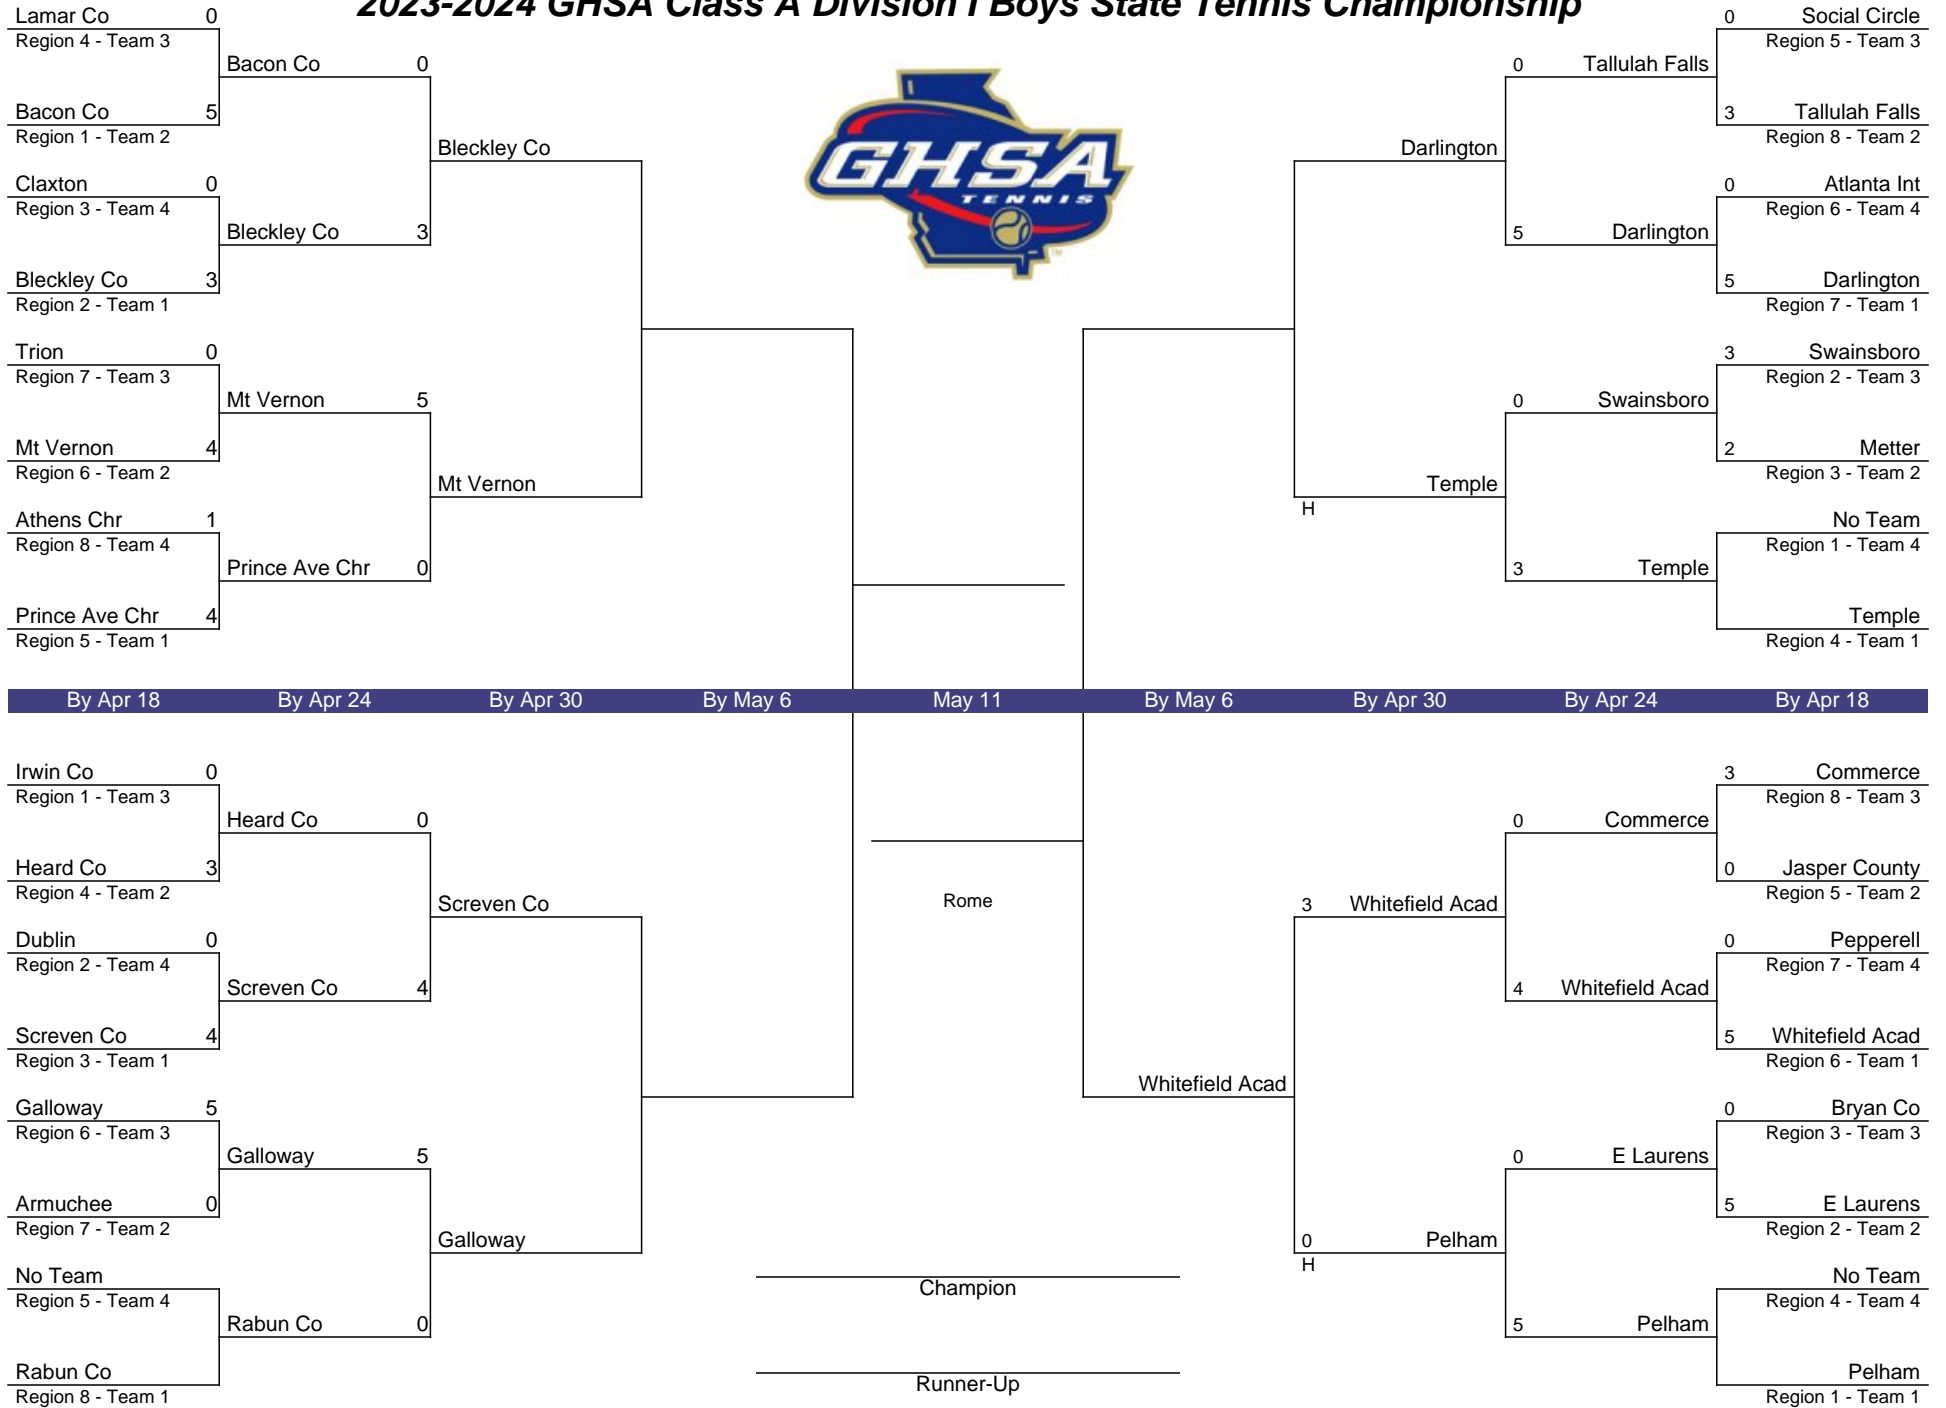 2023-2024 GHSA Class A Division I Boys State Tennis Championship
Lamar Co 0
Region 4 - Team 3
Bacon Co 0
Bacon Co 5
Region 1 - Team 2
Bleckley Co
Claxton 0
Region 3 - Team 4
Bleckley Co 3
Bleckley Co 3
Region 2 - Team 1
Trion 0
Region 7 - Team 3
Mt Vernon 5
Mt Vernon 4
Region 6 - Team 2
Mt Vernon
Athens Chr 1
Region 8 - Team 4
Prince Ave Chr 0
Prince Ave Chr 4
Region 5 - Team 1
GHSA
TENNIS
TM
0 Social Circle
Region 5 - Team 3
0 Tallulah Falls
3 Tallulah Falls
Region 8 - Team 2
Darlington
0 Atlanta Int
Region 6 - Team 4
5 Darlington
5 Darlington
Region 7 - Team 1
3 Swainsboro
Region 2 - Team 3
0 Swainsboro
2 Metter
Region 3 - Team 2
Temple
H
No Team
Region 1 - Team 4
3 Temple
Temple
Region 4 - Team 1
By Apr 18 By Apr 24 By Apr 30 By May 6 May 11 By May 6 By Apr 30 By Apr 24 By Apr 18
Irwin Co 0
Region 1 - Team 3
Heard Co 0
Heard Co 3
Region 4 - Team 2
Screven Co
Dublin 0
Region 2 - Team 4
Screven Co 4
Screven Co 4
Region 3 - Team 1
Galloway 5
Region 6 - Team 3
Galloway 5
Armuchee 0
Region 7 - Team 2
Galloway
No Team
Region 5 - Team 4
Rabun Co 0
Rabun Co
Region 8 - Team 1
Rome
Champion
Runner-Up
3 Commerce
Region 8 - Team 3
0 Commerce
0 Jasper County
Region 5 - Team 2
3 Whitefield Acad
0 Pepperell
Region 7 - Team 4
4 Whitefield Acad
5 Whitefield Acad
Region 6 - Team 1
Whitefield Acad
0 Bryan Co
Region 3 - Team 3
0 E Laurens
5 E Laurens
Region 2 - Team 2
0 Pelham
H
No Team
Region 4 - Team 4
5 Pelham
Pelham
Region 1 - Team 1